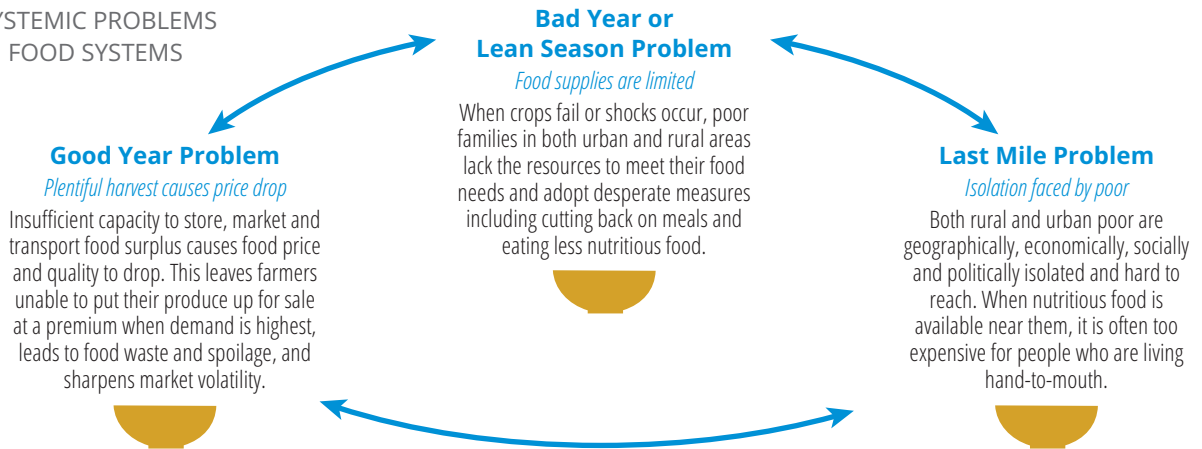 YSTEMIC PROBLEMS
FOOD SYSTEMS
Bad Year or
Lean Season Problem
Food supplies are limited
When crops fail or shocks occur, poor
families in both urban and rural areas
lack the resources to meet their food
needs and adopt desperate measures
including cutting back on meals and
eating less nutritious food.
Good Year Problem
Plentiful harvest causes price drop
Insufficient capacity to store, market and
transport food surplus causes food price
and quality to drop. This leaves farmers
unable to put their produce up for sale
at a premium when demand is highest,
leads to food waste and spoilage, and
sharpens market volatility.
Last Mile Problem
Isolation faced by poor
Both rural and urban poor are
geographically, economically, socially
and politically isolated and hard to
reach. When nutritious food is
available near them, it is often too
expensive for people who are living
hand-to-mouth.